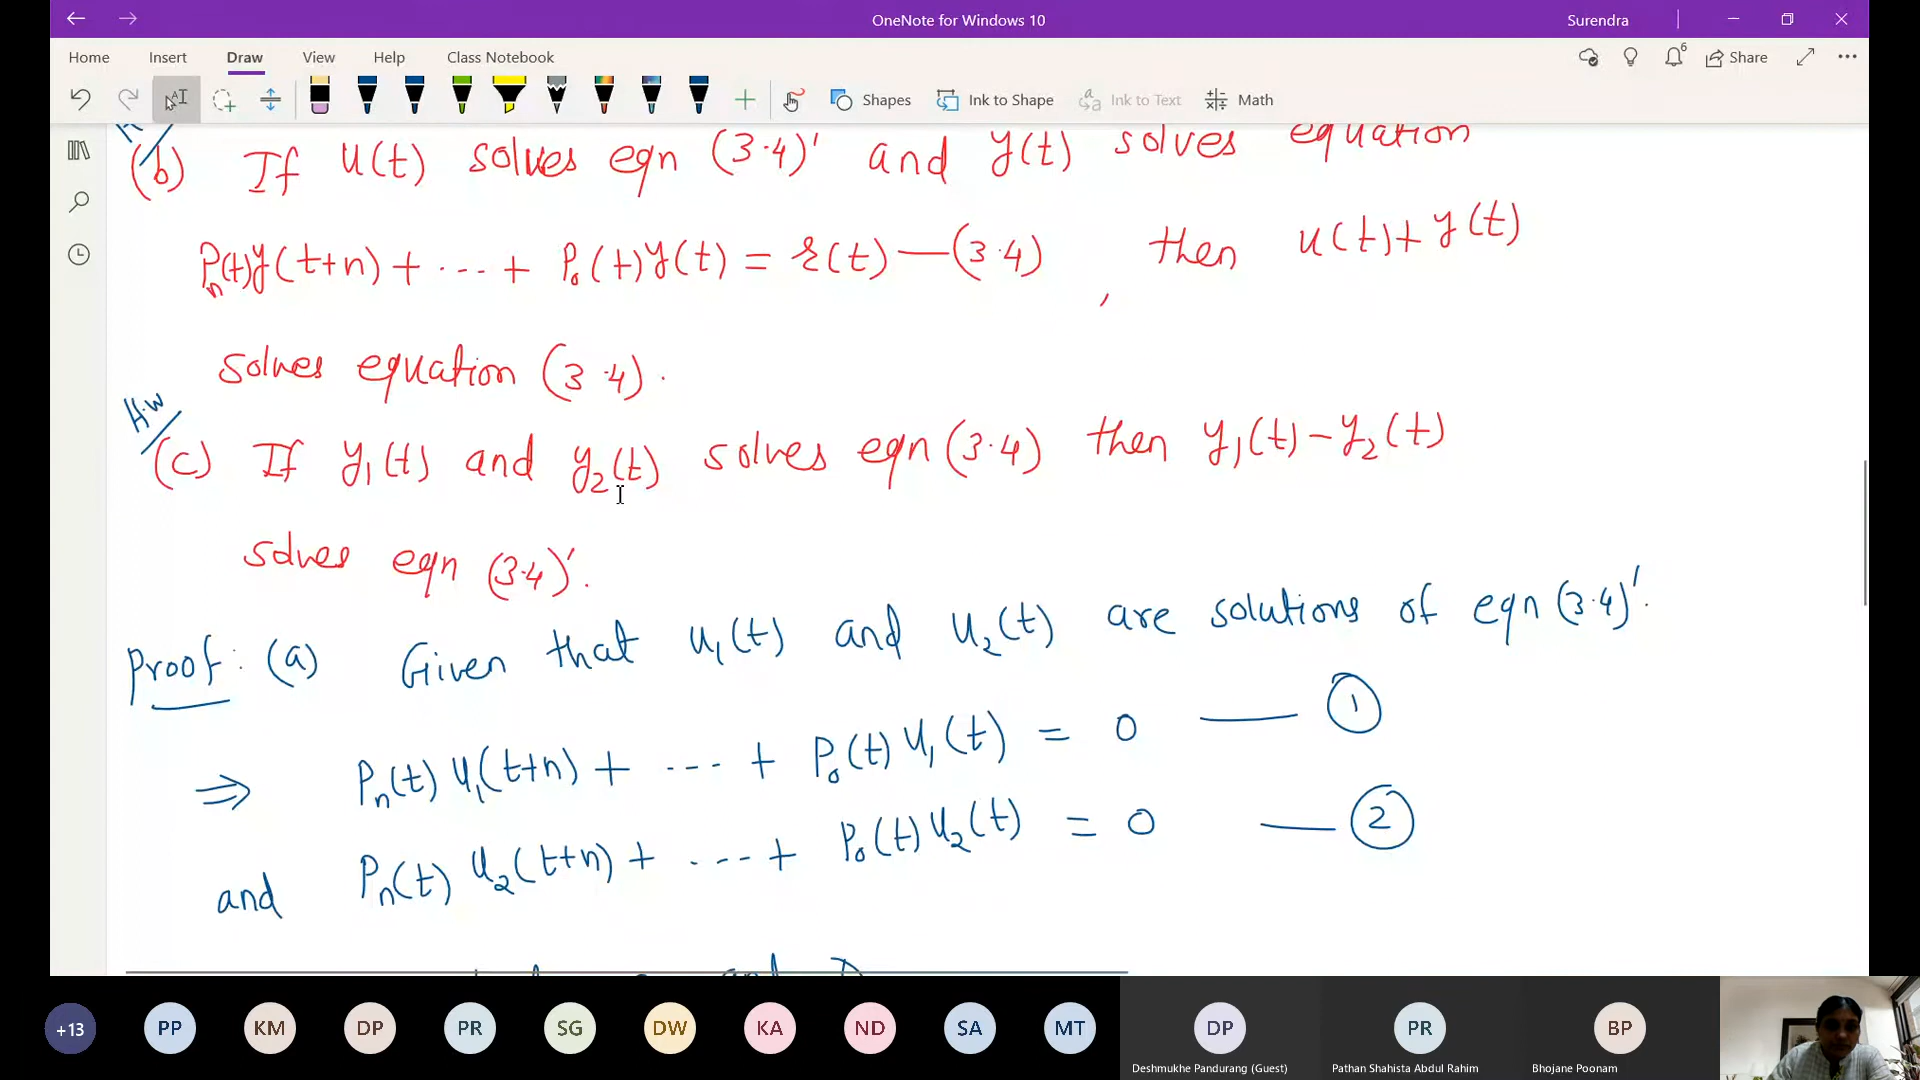 OneNote for Windows 10
Surendra
Home Insert Draw View Help Class Notebook
6
Share
Shapes Ink to Shape Ink to Text Math
(b) If u(t) solves eqn (3.4)' and y(t) solves equation
Pn(t)y(t+n) + --- + P0(t)y(t) = r(t) — (3.4) , then u(t)+y(t)
solves equation (3.4).
H.W
(c) If y1(t) and y2(t) solves eqn (3.4) then y1(t) - y2(t)
solves eqn (3.4)'.
Proof: (a) Given that u1(t) and u2(t) are solutions of eqn (3.4)'.
⇒ Pn(t) u1(t+n) + --- + P0(t) u1(t) = 0 — 1
and Pn(t) u2(t+n) + --- + P0(t) u2(t) = 0 — 2
+13 PP KM DP PR SG DW KA ND SA MT DP PR BP
Deshmukhe Pandurang (Guest) Pathan Shahista Abdul Rahim Bhojane Poonam